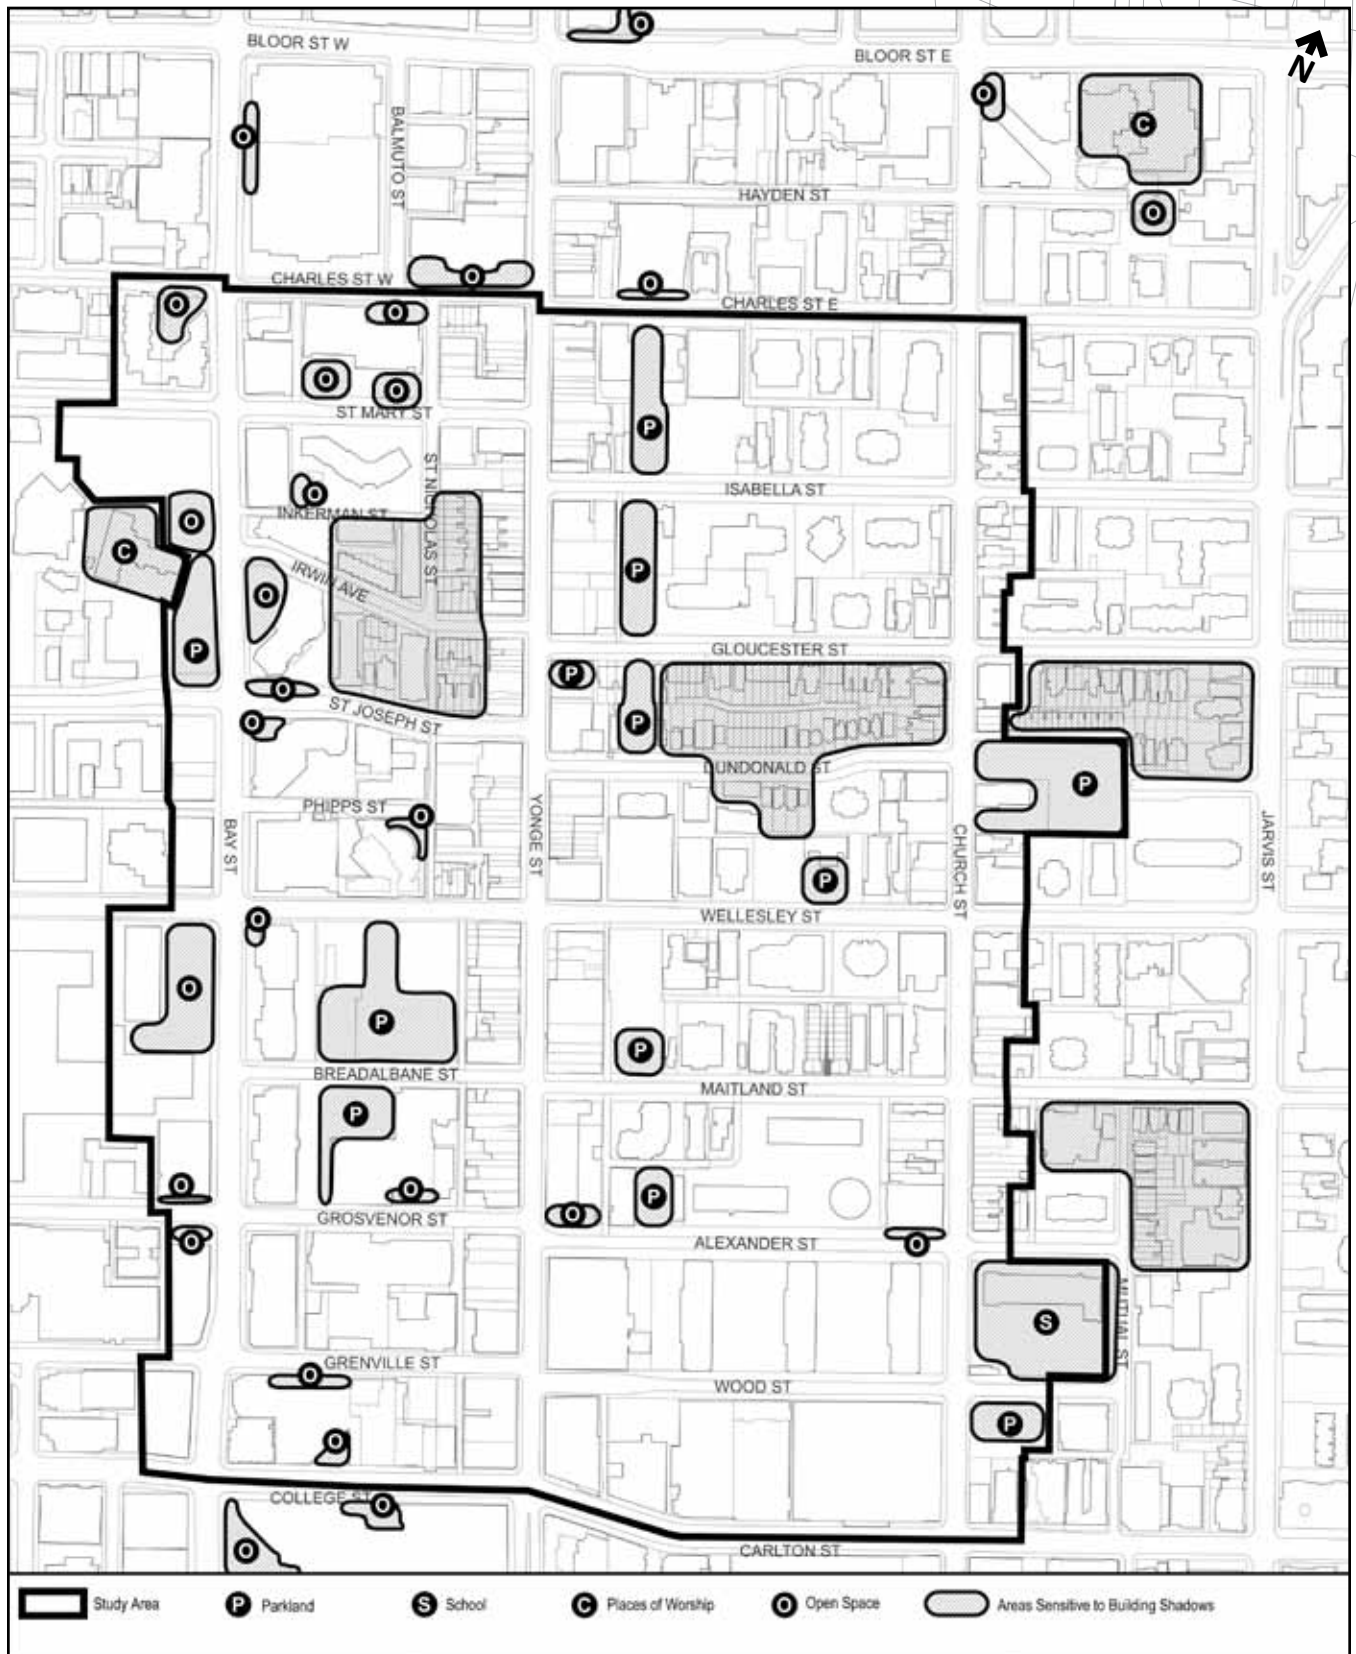 BLOOR ST W
BLOOR ST E
N
O
O
BALMUTO ST
O
C
HAYDEN ST
O
CHARLES ST W
O
O
CHARLES ST E
O
O
O
O
ST MARY ST
P
ST NICHOLAS ST
O
ISABELLA ST
INKERMAN ST
O
C
IRWIN AVE
O
P
P
GLOUCESTER ST
O
P
ST JOSEPH ST
O
P
DUNDONALD ST
P
PHIPPS ST
O
YONGE ST
BAY ST
CHURCH ST
JARVIS ST
P
WELLESLEY ST
O
O
P
P
BREADALBANE ST
MAITLAND ST
P
O
O
P
O
GROSVENOR ST
O
ALEXANDER ST
O
S
MUTUAL ST
GRENVILLE ST
O
WOOD ST
P
O
COLLEGE ST
O
O
CARLTON ST
Study Area
P Parkland
S School
C Places of Worship
O Open Space
Areas Sensitive to Building Shadows